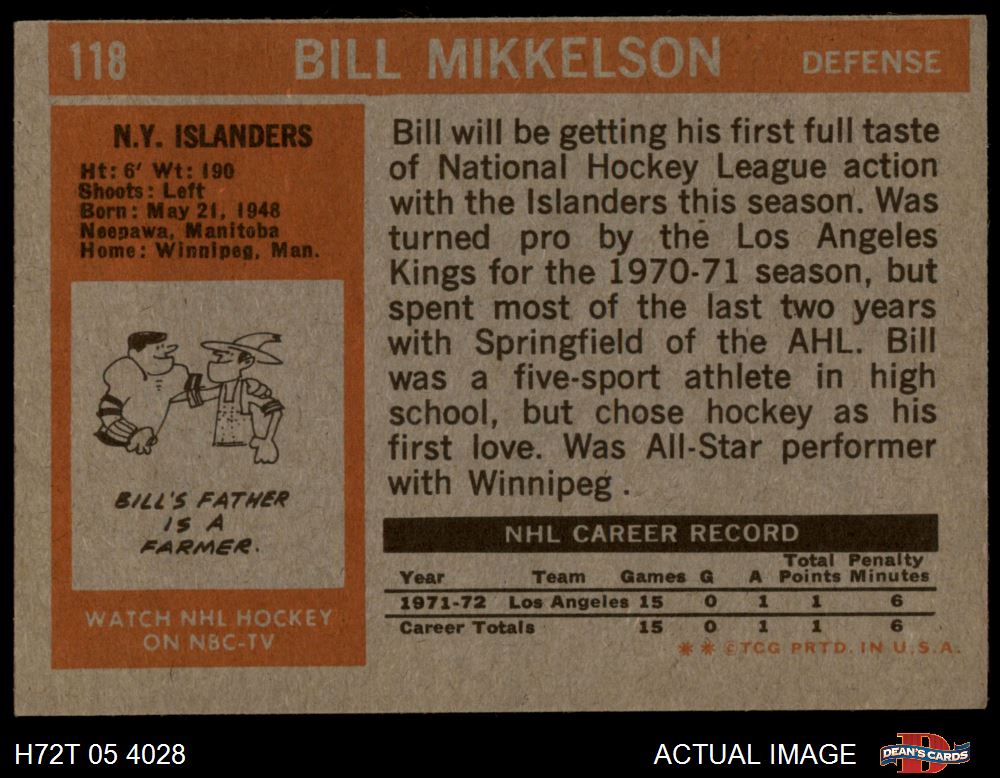 118 BILL MIKKELSON DEFENSE
N.Y. ISLANDERS
Ht: 6' Wt: 190
Shoots: Left
Born: May 21, 1948
Neepawa, Manitoba
Home: Winnipeg, Man.
BILL'S FATHER
IS A
FARMER.
WATCH NHL HOCKEY
ON NBC-TV
Bill will be getting his first full taste
of National Hockey League action
with the Islanders this season. Was
turned pro by the Los Angeles
Kings for the 1970-71 season, but
spent most of the last two years
with Springfield of the AHL. Bill
was a five-sport athlete in high
school, but chose hockey as his
first love. Was All-Star performer
with Winnipeg.
NHL CAREER RECORD
Year Team Games G A Total Points Penalty Minutes
1971-72 Los Angeles 15 0 1 1 6
Career Totals 15 0 1 1 6
** ©TCG PRTD. IN U.S.A.
H72T 05 4028
ACTUAL IMAGE
DEAN'S CARDS